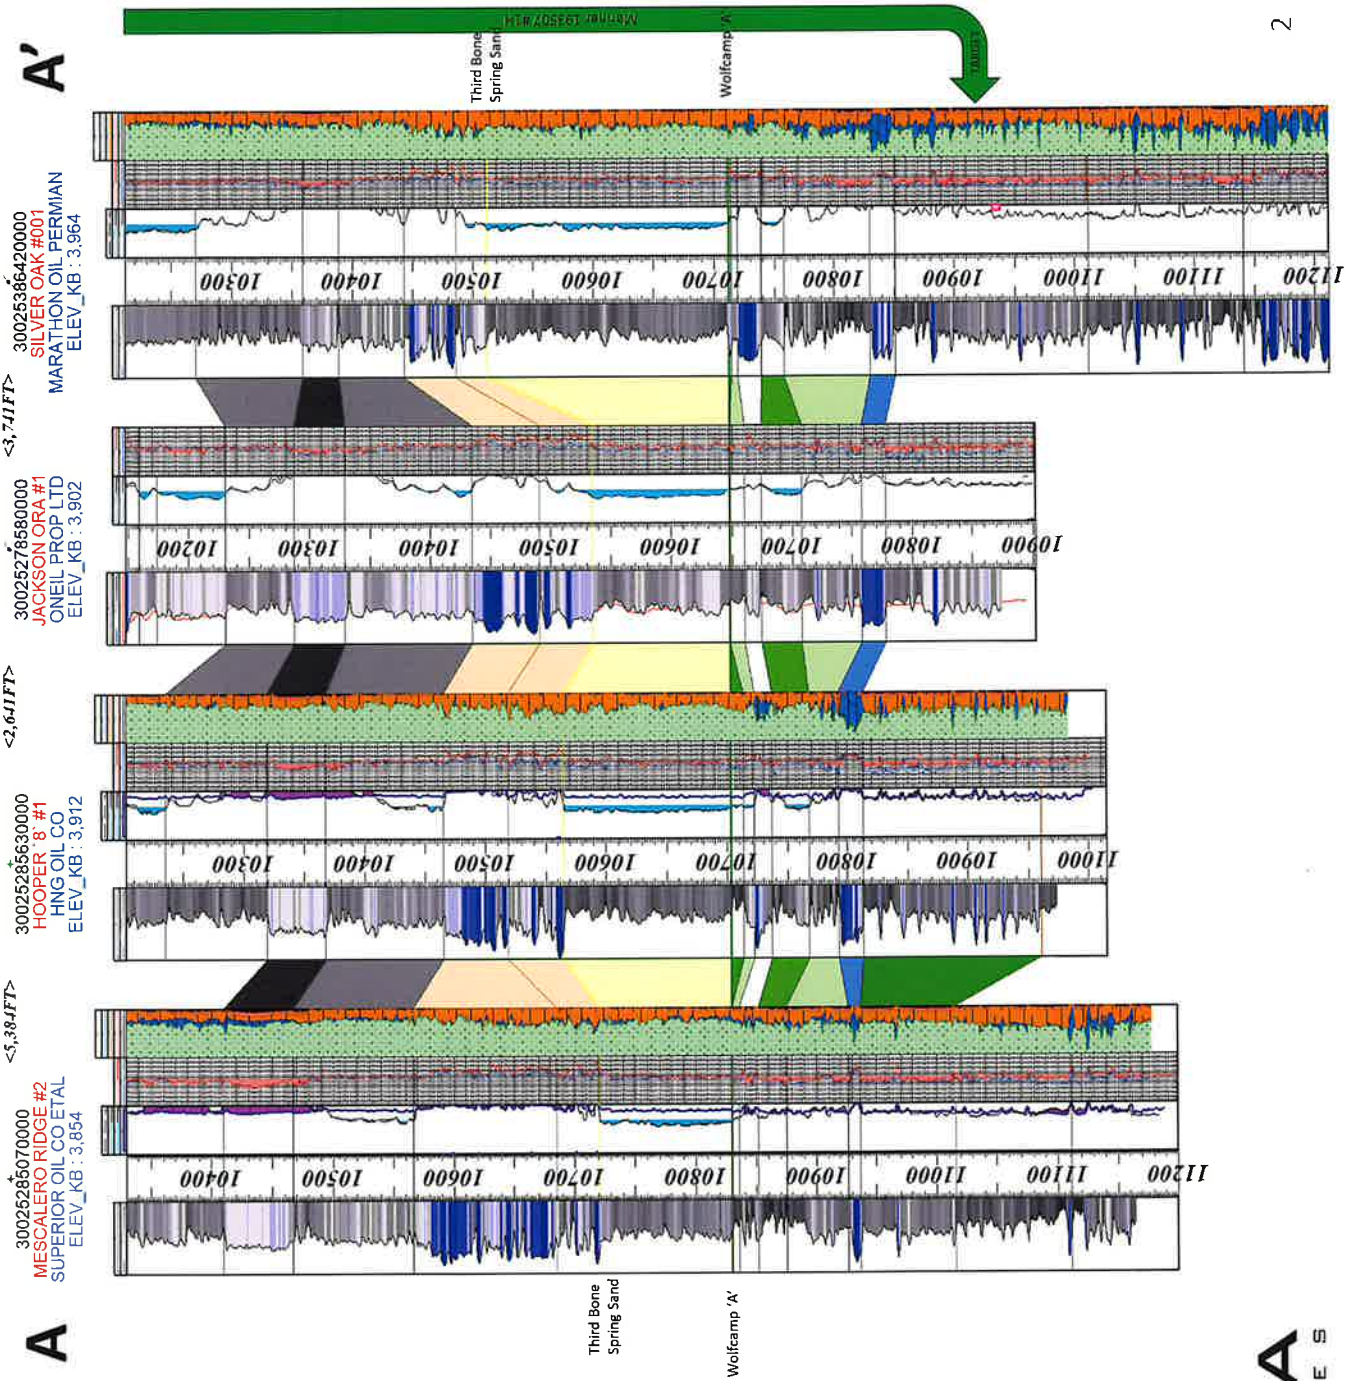 A
A'
30025285070000
MESCALERO RIDGE #2
SUPERIOR OIL CO ETAL
ELEV_KB : 3,854
<5,384FT>
30025285630000
HOOPER '8' #1
HNG OIL CO
ELEV_KB : 3,912
<2,641FT>
30025278580000
JACKSON ORA #1
ONEIL PROP LTD
ELEV_KB : 3,902
<3,741FT>
30025386420000
SILVER OAK #001
MARATHON OIL PERMIAN
ELEV_KB : 3,964
Manner 193507 #1H
TARGET
Third Bone
Spring Sand
Wolfcamp 'A'
Third Bone
Spring Sand
Wolfcamp 'A'
10400
10500
10600
10700
10800
10900
11000
11100
11200
10300
10400
10500
10600
10700
10800
10900
11000
10200
10300
10400
10500
10600
10700
10800
10900
10300
10400
10500
10600
10700
10800
10900
11000
11100
11200
2
A
E S